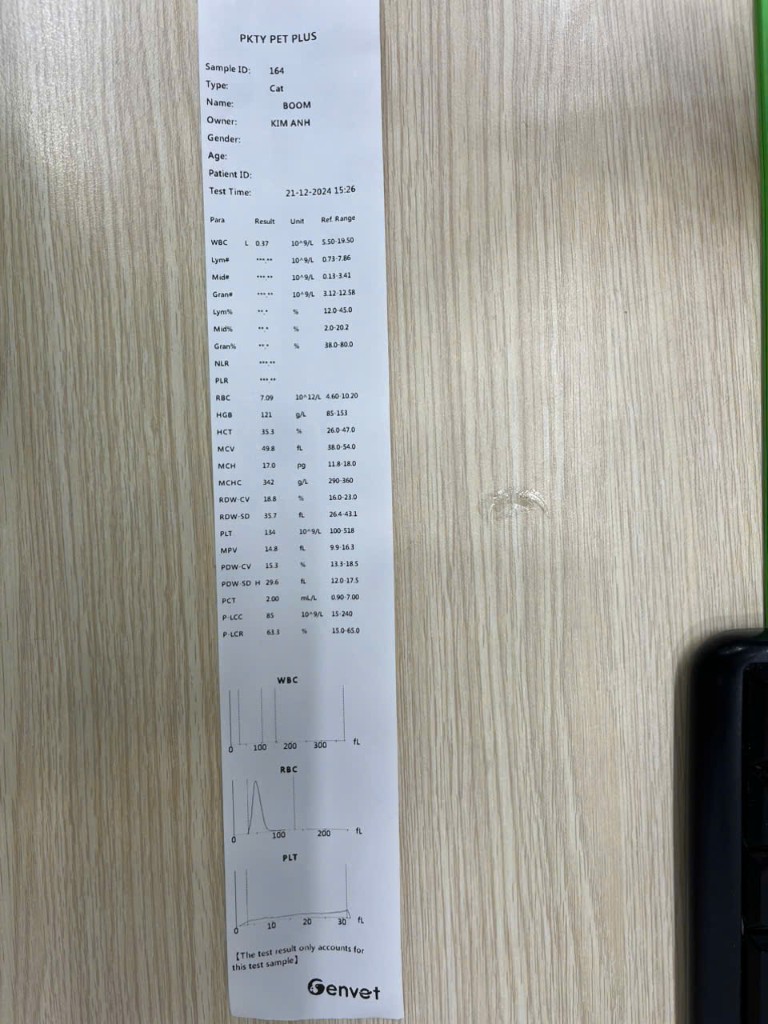 PKTY PET PLUS
Sample ID: 164
Type: Cat
Name: BOOM
Owner: KIM ANH
Gender:
Age:
Patient ID:
Test Time: 21-12-2024 15:26
Para Result Unit Ref. Range
WBC L 0.37 10^9/L 5.50-19.50
Lym# ***.** 10^9/L 0.73-7.86
Mid# ***.** 10^9/L 0.13-3.41
Gran# ***.** 10^9/L 3.12-12.58
Lym% **.* % 12.0-45.0
Mid% **.* % 2.0-20.2
Gran% **.* % 38.0-80.0
NLR ***.**
PLR ***.**
RBC 7.09 10^12/L 4.60-10.20
HGB 121 g/L 85-153
HCT 35.3 % 26.0-47.0
MCV 49.8 fL 38.0-54.0
MCH 17.0 pg 11.8-18.0
MCHC 342 g/L 290-360
RDW-CV 18.8 % 16.0-23.0
RDW-SD 35.7 fL 26.4-43.1
PLT 134 10^9/L 100-518
MPV 14.8 fL 9.9-16.3
PDW-CV 15.3 % 13.3-18.5
PDW-SD H 29.6 fL 12.0-17.5
PCT 2.00 mL/L 0.90-7.00
P-LCC 85 10^9/L 15-240
P-LCR 63.3 % 15.0-65.0
WBC
0 100 200 300 fL
RBC
0 100 200 fL
PLT
0 10 20 30 fL
【The test result only accounts for
this test sample】
Genvet